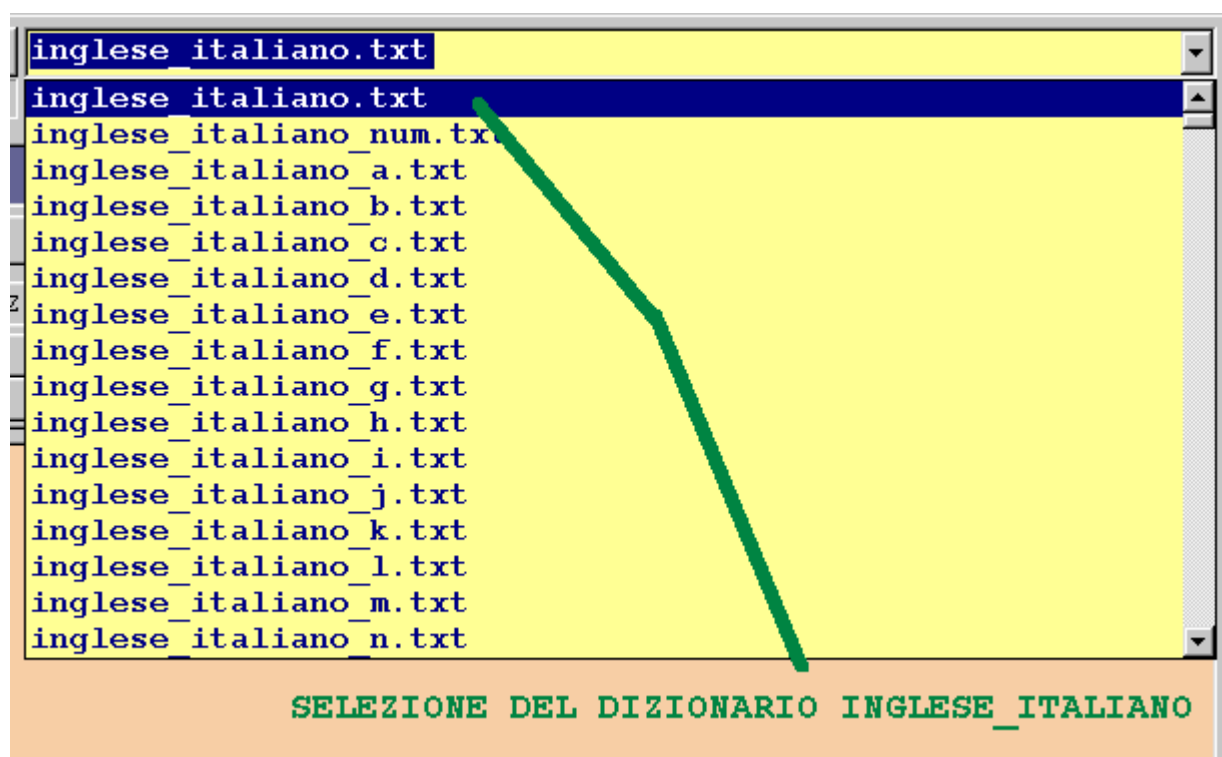 inglese_italiano.txt
inglese_italiano.txt
inglese_italiano_num.txt
inglese_italiano_a.txt
inglese_italiano_b.txt
inglese_italiano_c.txt
inglese_italiano_d.txt
inglese_italiano_e.txt
inglese_italiano_f.txt
inglese_italiano_g.txt
inglese_italiano_h.txt
inglese_italiano_i.txt
inglese_italiano_j.txt
inglese_italiano_k.txt
inglese_italiano_l.txt
inglese_italiano_m.txt
inglese_italiano_n.txt
SELEZIONE DEL DIZIONARIO INGLESE_ITALIANO